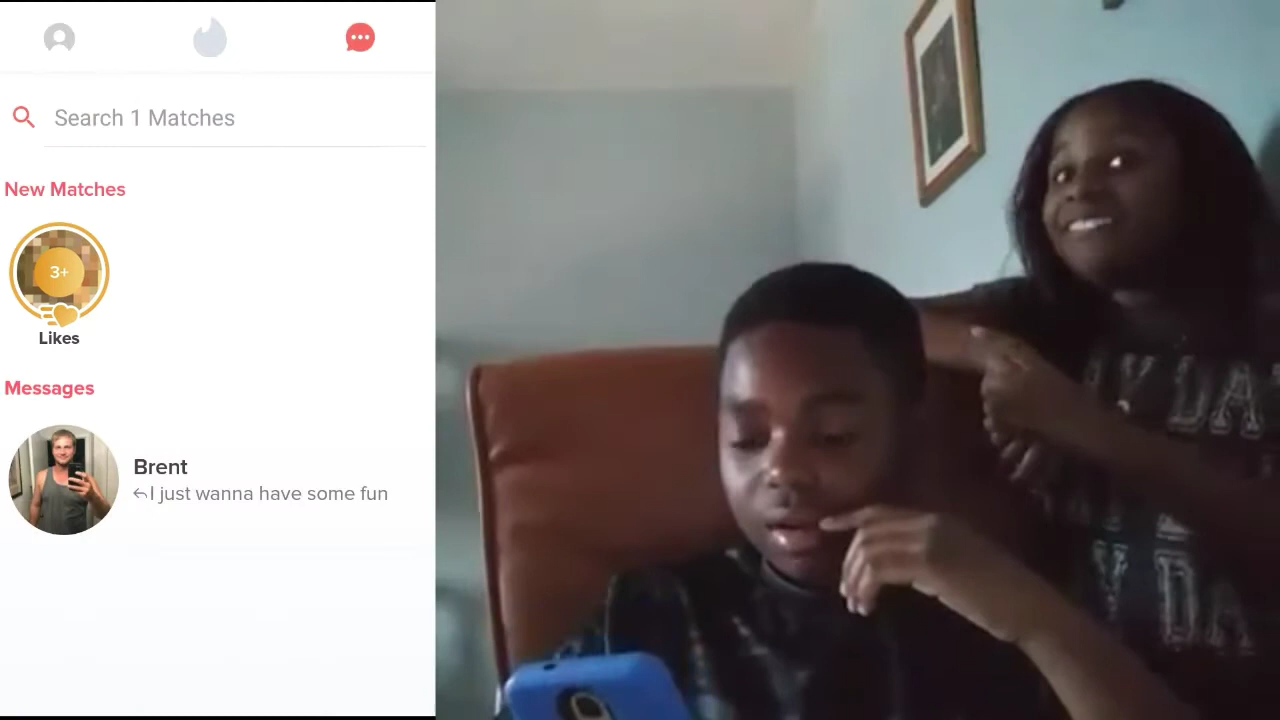 Search 1 Matches
New Matches
3+
Likes
Messages
Brent
I just wanna have some fun